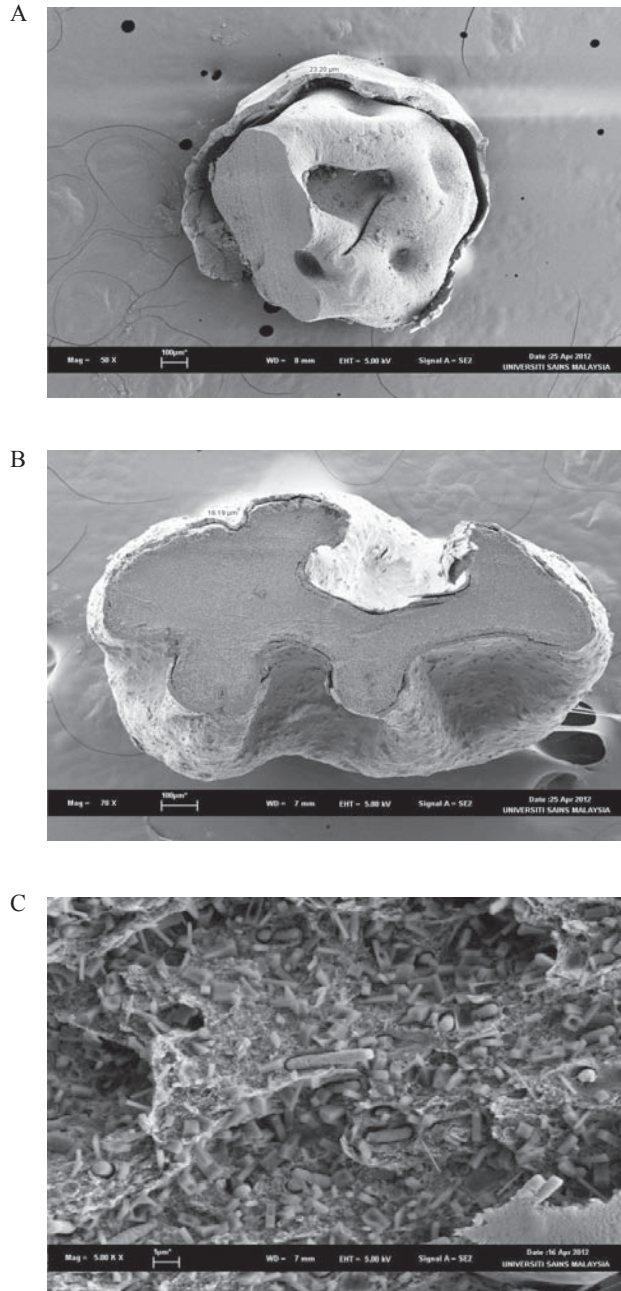 A
23.20 µm
Mag = 50 X
100µm*
WD = 8 mm
EHT = 5.00 kV
Signal A = SE2
Date :25 Apr 2012
UNIVERSITI SAINS MALAYSIA
B
16.19 µm
Mag = 70 X
100µm*
WD = 7 mm
EHT = 5.00 kV
Signal A = SE2
Date :25 Apr 2012
UNIVERSITI SAINS MALAYSIA
C
Mag = 5.00 K X
1µm*
WD = 7 mm
EHT = 5.00 kV
Signal A = SE2
Date :16 Apr 2012
UNIVERSITI SAINS MALAYSIA